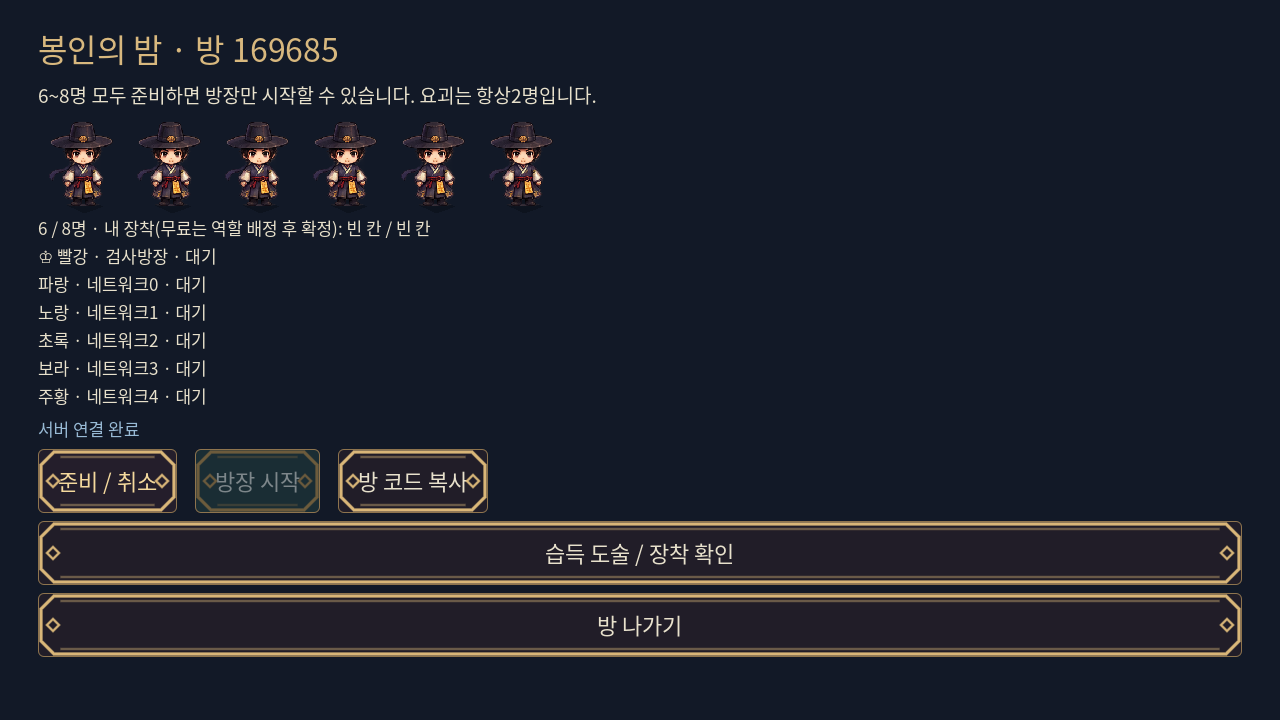 봉인의 밤 · 방 169685
6~8명 모두 준비하면 방장만 시작할 수 있습니다. 요괴는 항상2명입니다.
6 / 8명 · 내 장착(무료는 역할 배정 후 확정): 빈 칸 / 빈 칸
♔ 빨강 · 검사방장 · 대기
파랑 · 네트워크0 · 대기
노랑 · 네트워크1 · 대기
초록 · 네트워크2 · 대기
보라 · 네트워크3 · 대기
주황 · 네트워크4 · 대기
서버 연결 완료
준비 / 취소 방장 시작 방 코드 복사
습득 도술 / 장착 확인
방 나가기